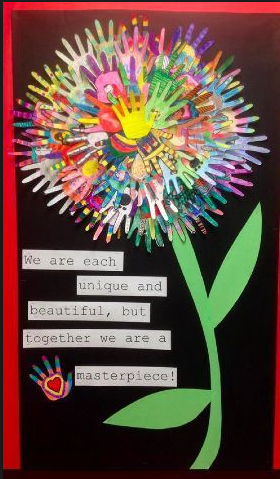 We are each
unique and
beautiful, but
together we are a
masterpiece!